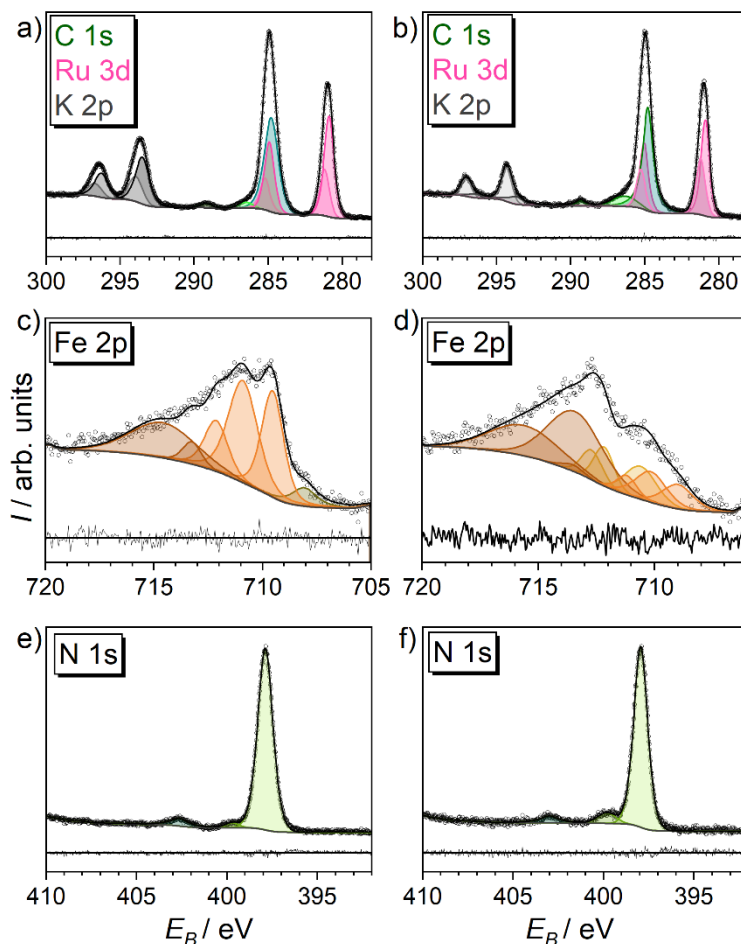 a)
C 1s
Ru 3d
K 2p
300 295 290 285 280
b)
C 1s
Ru 3d
K 2p
300 295 290 285 280
c)
Fe 2p
720 715 710 705
d)
Fe 2p
720 715 710
I / arb. units
e)
N 1s
410 405 400 395
E_B / eV
f)
N 1s
410 405 400 395
E_B / eV